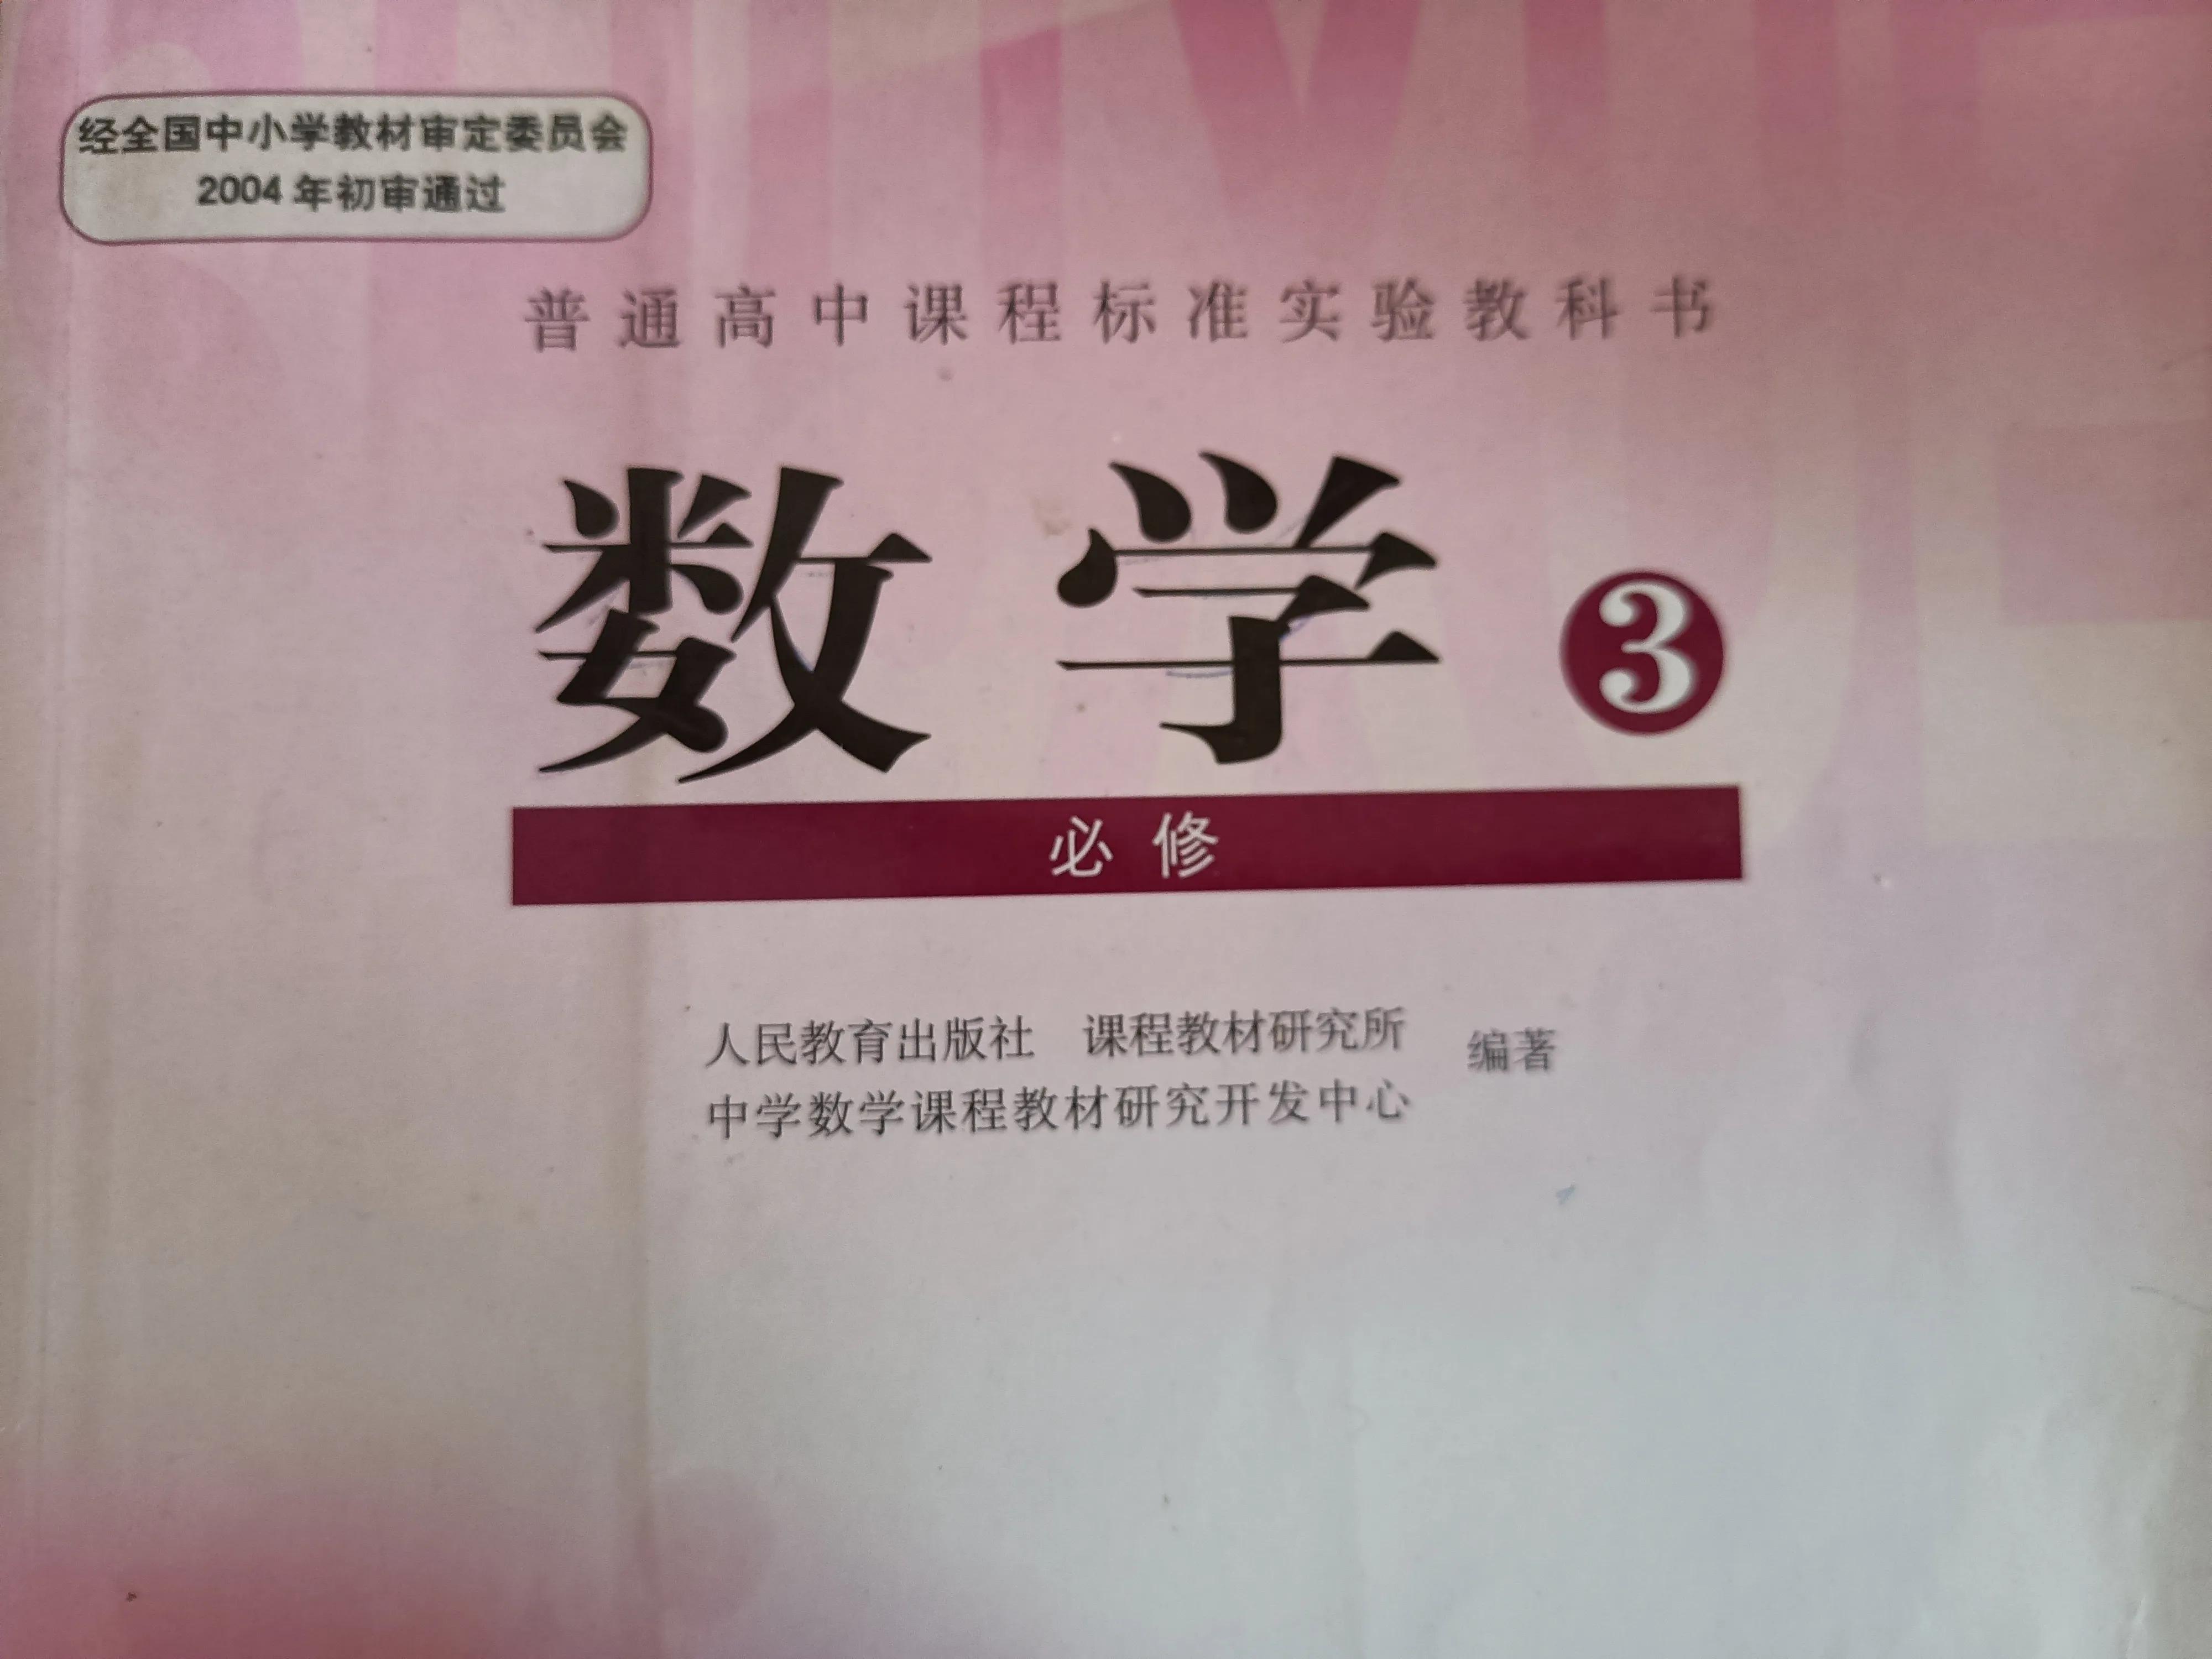 经全国中小学教材审定委员会
2004年初审通过
普通高中课程标准实验教科书
数学 3
必修
人民教育出版社 课程教材研究所
中学数学课程教材研究开发中心
编著